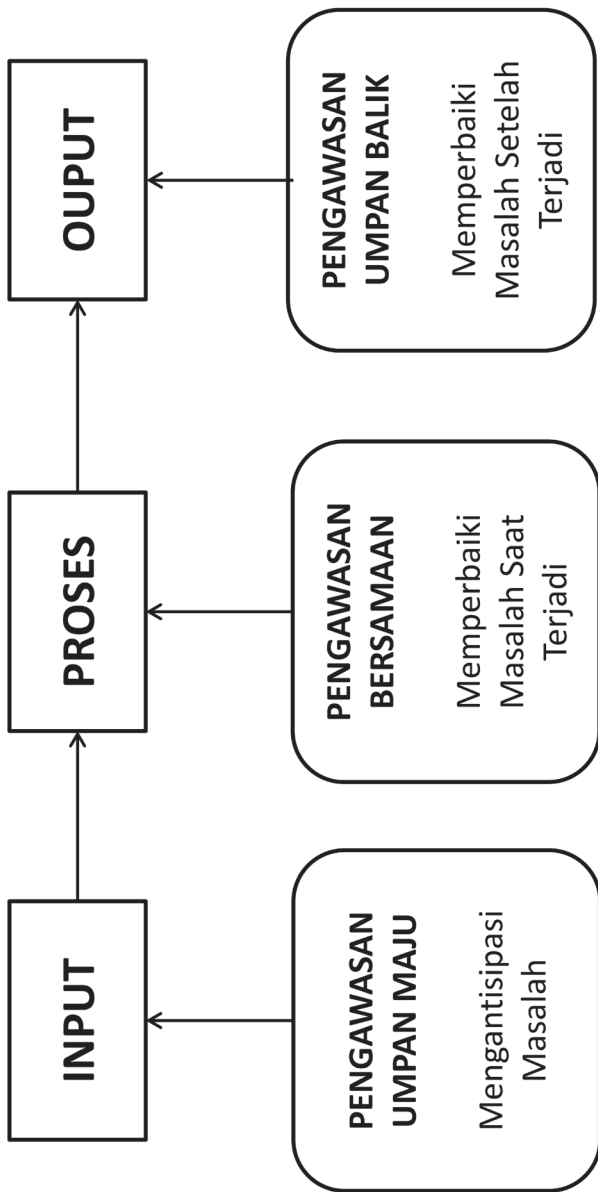 INPUT
PROSES
OUPUT
PENGAWASAN
UMPAN MAJU
Mengantisipasi
Masalah
PENGAWASAN
BERSAMAAN
Memperbaiki
Masalah Saat
Terjadi
PENGAWASAN
UMPAN BALIK
Memperbaiki
Masalah Setelah
Terjadi